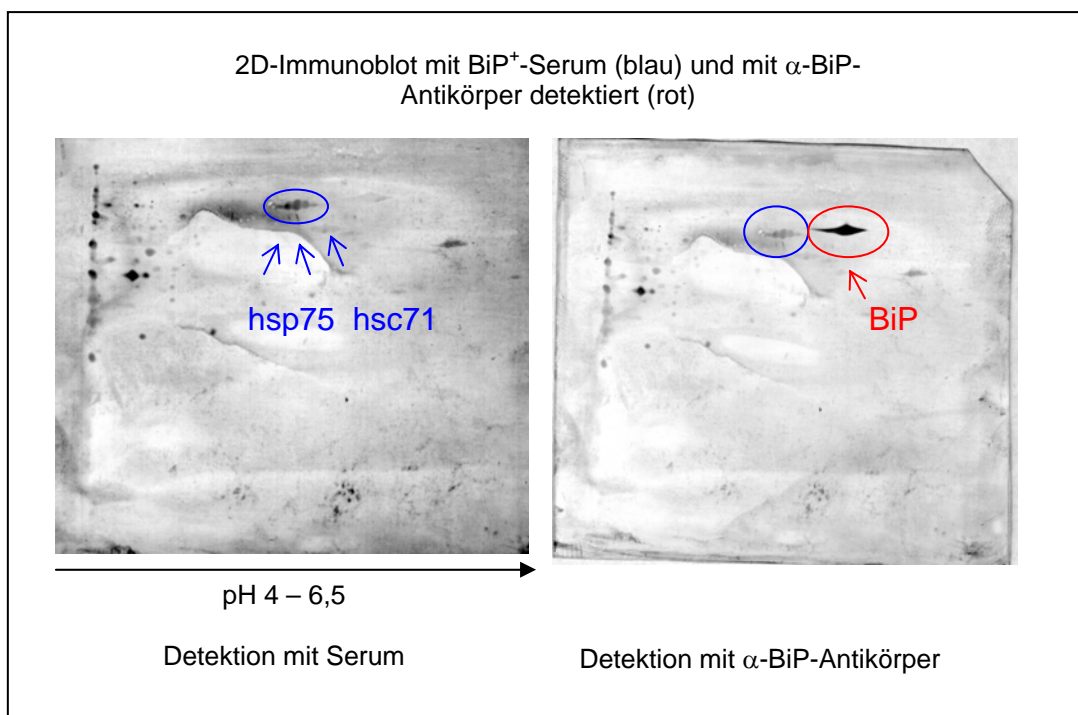 2D-Immunoblot mit BiP⁺-Serum (blau) und mit α-BiP-
Antikörper detektiert (rot)
hsp75 hsc71
BiP
pH 4 – 6,5
Detektion mit Serum
Detektion mit α-BiP-Antikörper